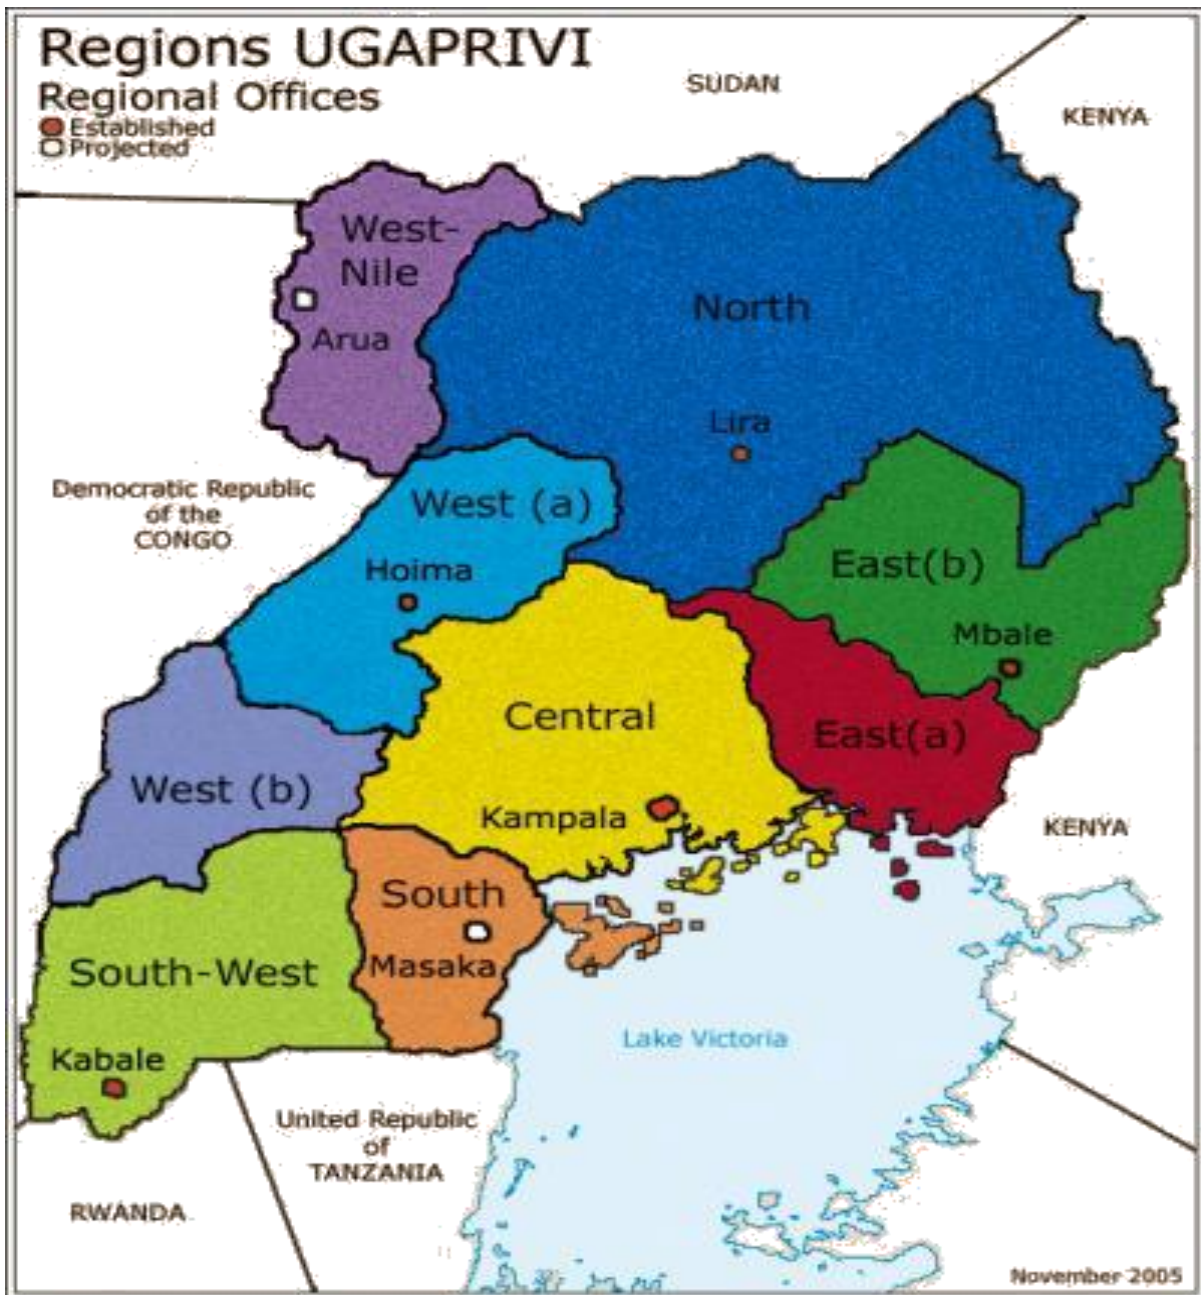 Regions UGAPRIVI
Regional Offices
Established
Projected
SUDAN
KENYA
West-
Nile
Arua
North
Lira
Democratic Republic
of the
CONGO
West (a)
Hoima
East(b)
Mbale
Central
East(a)
West (b)
Kampala
KENYA
South
Masaka
South-West
Kabale
Lake Victoria
United Republic
of
TANZANIA
RWANDA
November 2005